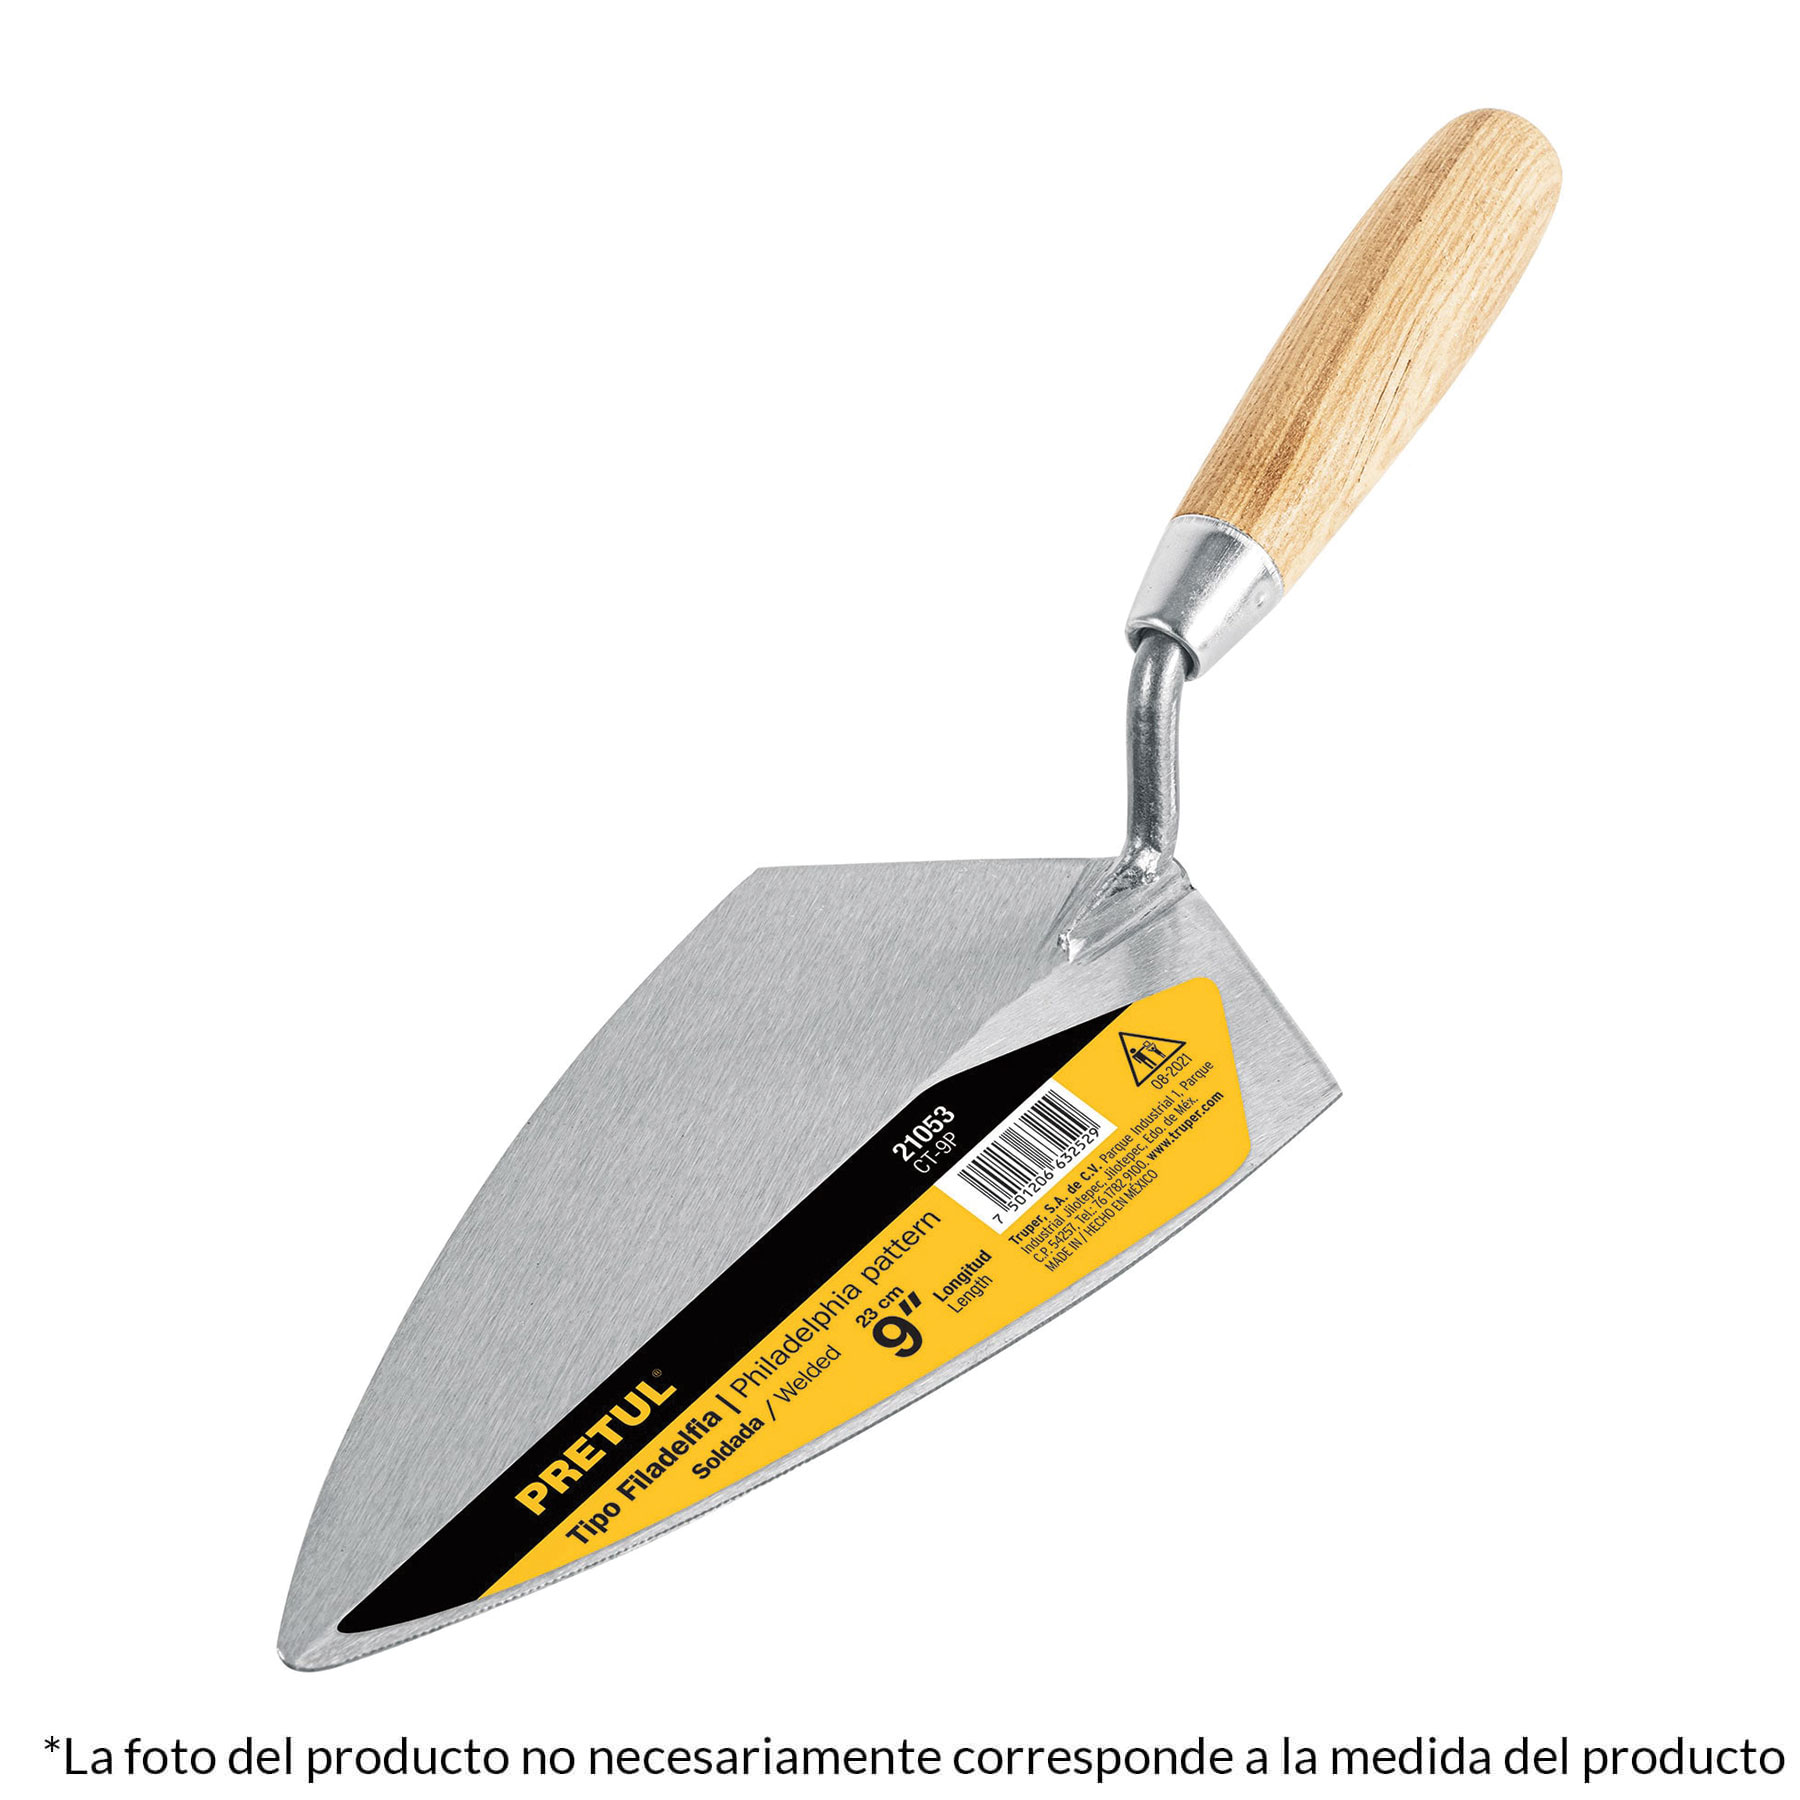 21053
CT-9P
7 501206 632529
08-2021
Truper, S.A. de C.V. Parque Industrial 1, Parque
Industrial Jilotepec, Jilotepec, Edo. de Méx.
C.P. 54257, Tel.: 76 1782 9100. www.truper.com
MADE IN / HECHO EN MÉXICO
PRETUL®
Tipo Filadelfia | Philadelphia pattern
Soldada / Welded
23 cm
9"
Longitud
Length
*La foto del producto no necesariamente corresponde a la medida del producto